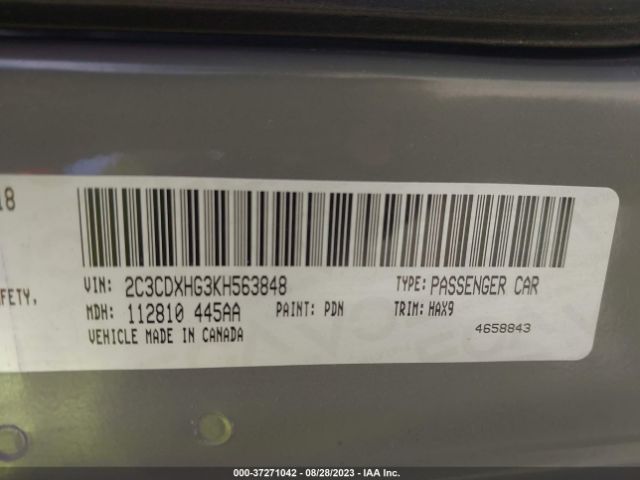 18
FETY,
VIN: 2C3CDXHG3KH563848 TYPE: PASSENGER CAR
MDH: 112810 445AA PAINT: PDN TRIM: HAX9
VEHICLE MADE IN CANADA
4658843
000-37271042 / 08/28/2023 - IAA Inc.